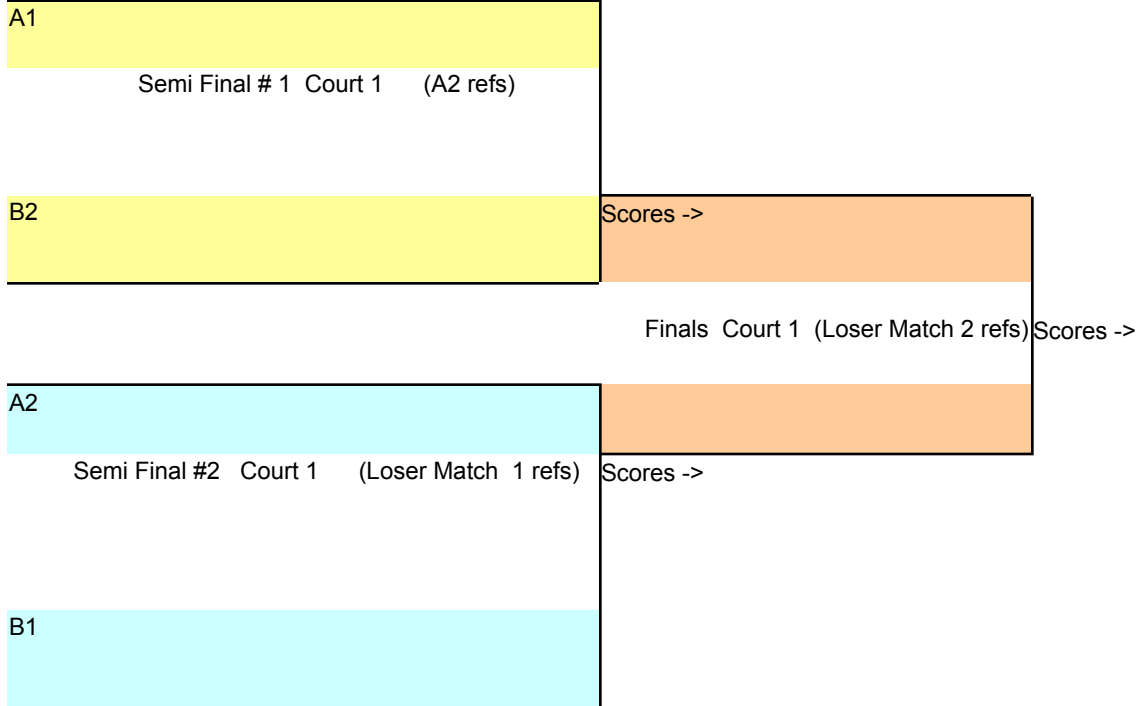 A1
Semi Final # 1 Court 1 (A2 refs)
B2
Scores ->
Finals Court 1 (Loser Match 2 refs)
Scores ->
A2
Semi Final #2 Court 1 (Loser Match 1 refs)
Scores ->
B1